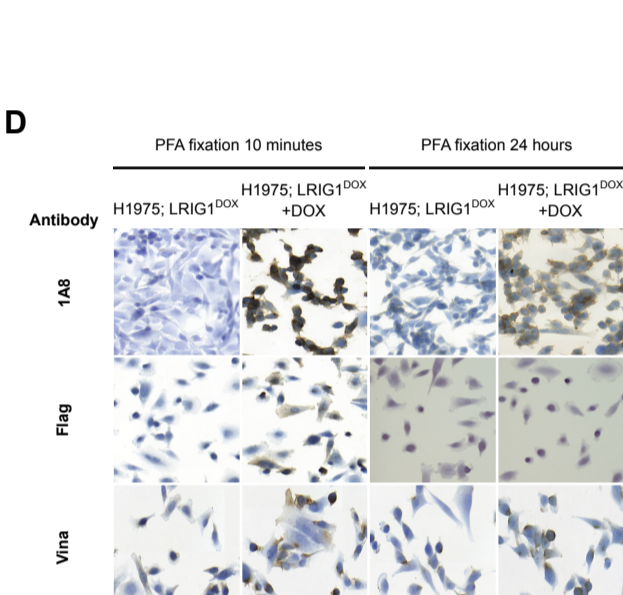 D
PFA fixation 10 minutes
PFA fixation 24 hours
Antibody
H1975; LRIG1DOX
H1975; LRIG1DOX
+DOX
H1975; LRIG1DOX
H1975; LRIG1DOX
+DOX
1A8
Flag
Vina